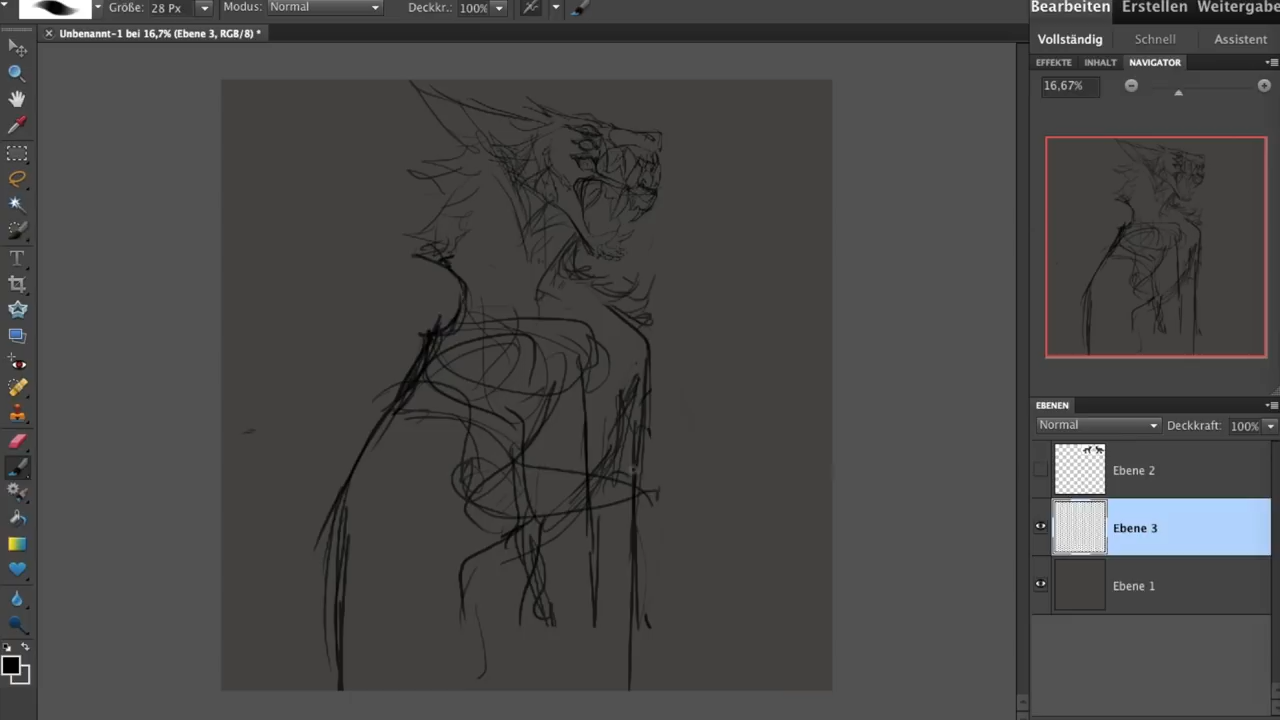 Größe: 28 Px Modus: Normal Deckkr.: 100%
Bearbeiten Erstellen Weitergabe
Unbenannt-1 bei 16,7% (Ebene 3, RGB/8) *
Vollständig Schnell Assistent
EFFEKTE INHALT NAVIGATOR
16,67%
EBENEN
Normal Deckkraft: 100%
Ebene 2
Ebene 3
Ebene 1